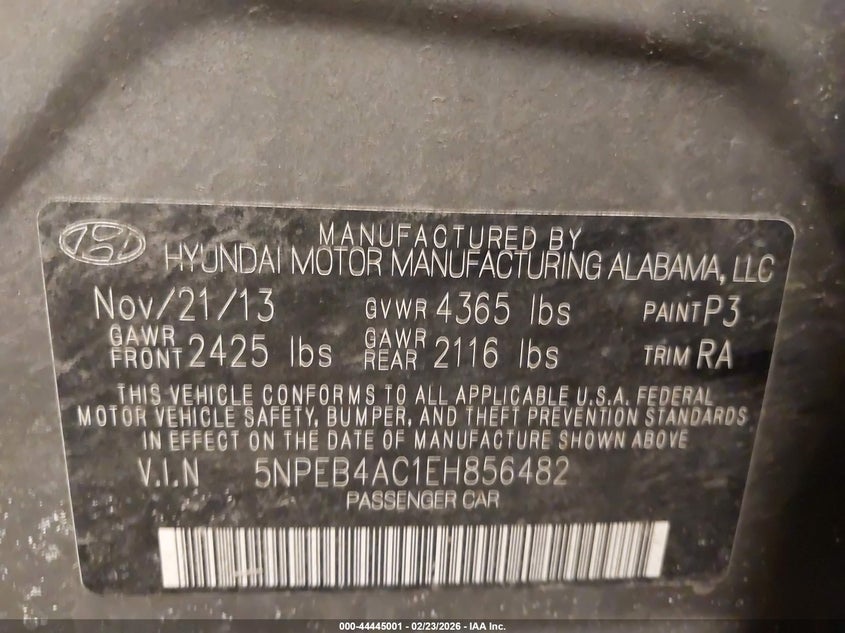 MANUFACTURED BY
HYUNDAI MOTOR MANUFACTURING ALABAMA, LLC
Nov/21/13 GVWR 4365 lbs PAINT P3
GAWR FRONT 2425 lbs GAWR REAR 2116 lbs TRIM RA
THIS VEHICLE CONFORMS TO ALL APPLICABLE U.S.A. FEDERAL
MOTOR VEHICLE SAFETY, BUMPER, AND THEFT PREVENTION STANDARDS
IN EFFECT ON THE DATE OF MANUFACTURE SHOWN ABOVE
V.I.N 5NPEB4AC1EH856482
PASSENGER CAR
000-44445001 - 02/23/2026 - IAA Inc.